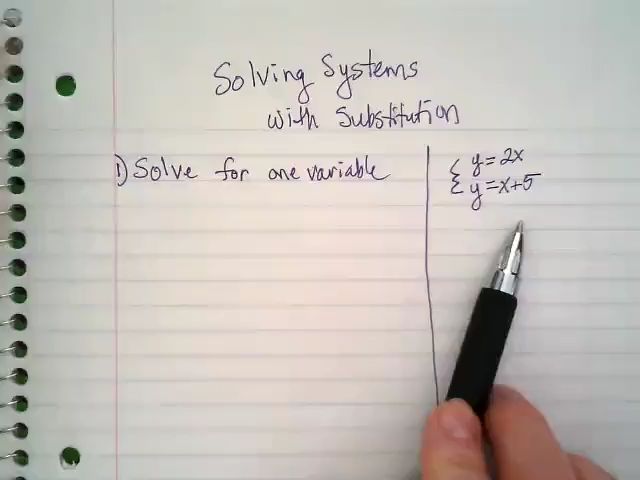 Solving Systems
with Substitution
1) Solve for one variable
{ y = 2x
y = x+5